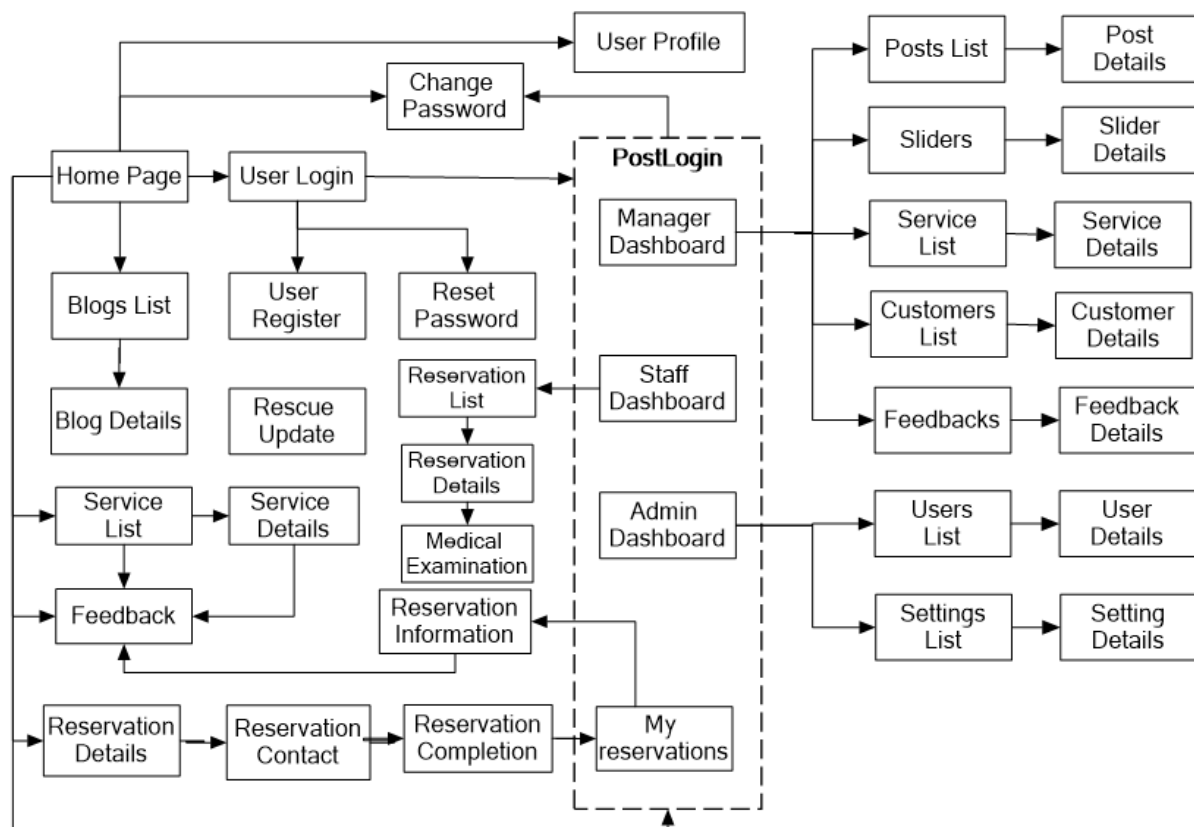 User Profile
Change
Password
Home Page
User Login
PostLogin
Manager
Dashboard
Blogs List
User
Register
Reset
Password
Blog Details
Rescue
Update
Reservation
List
Staff
Dashboard
Reservation
Details
Service
List
Service
Details
Medical
Examination
Admin
Dashboard
Feedback
Reservation
Information
Reservation
Details
Reservation
Contact
Reservation
Completion
My
reservations
Posts List
Post
Details
Sliders
Slider
Details
Service
List
Service
Details
Customers
List
Customer
Details
Feedbacks
Feedback
Details
Users
List
User
Details
Settings
List
Setting
Details